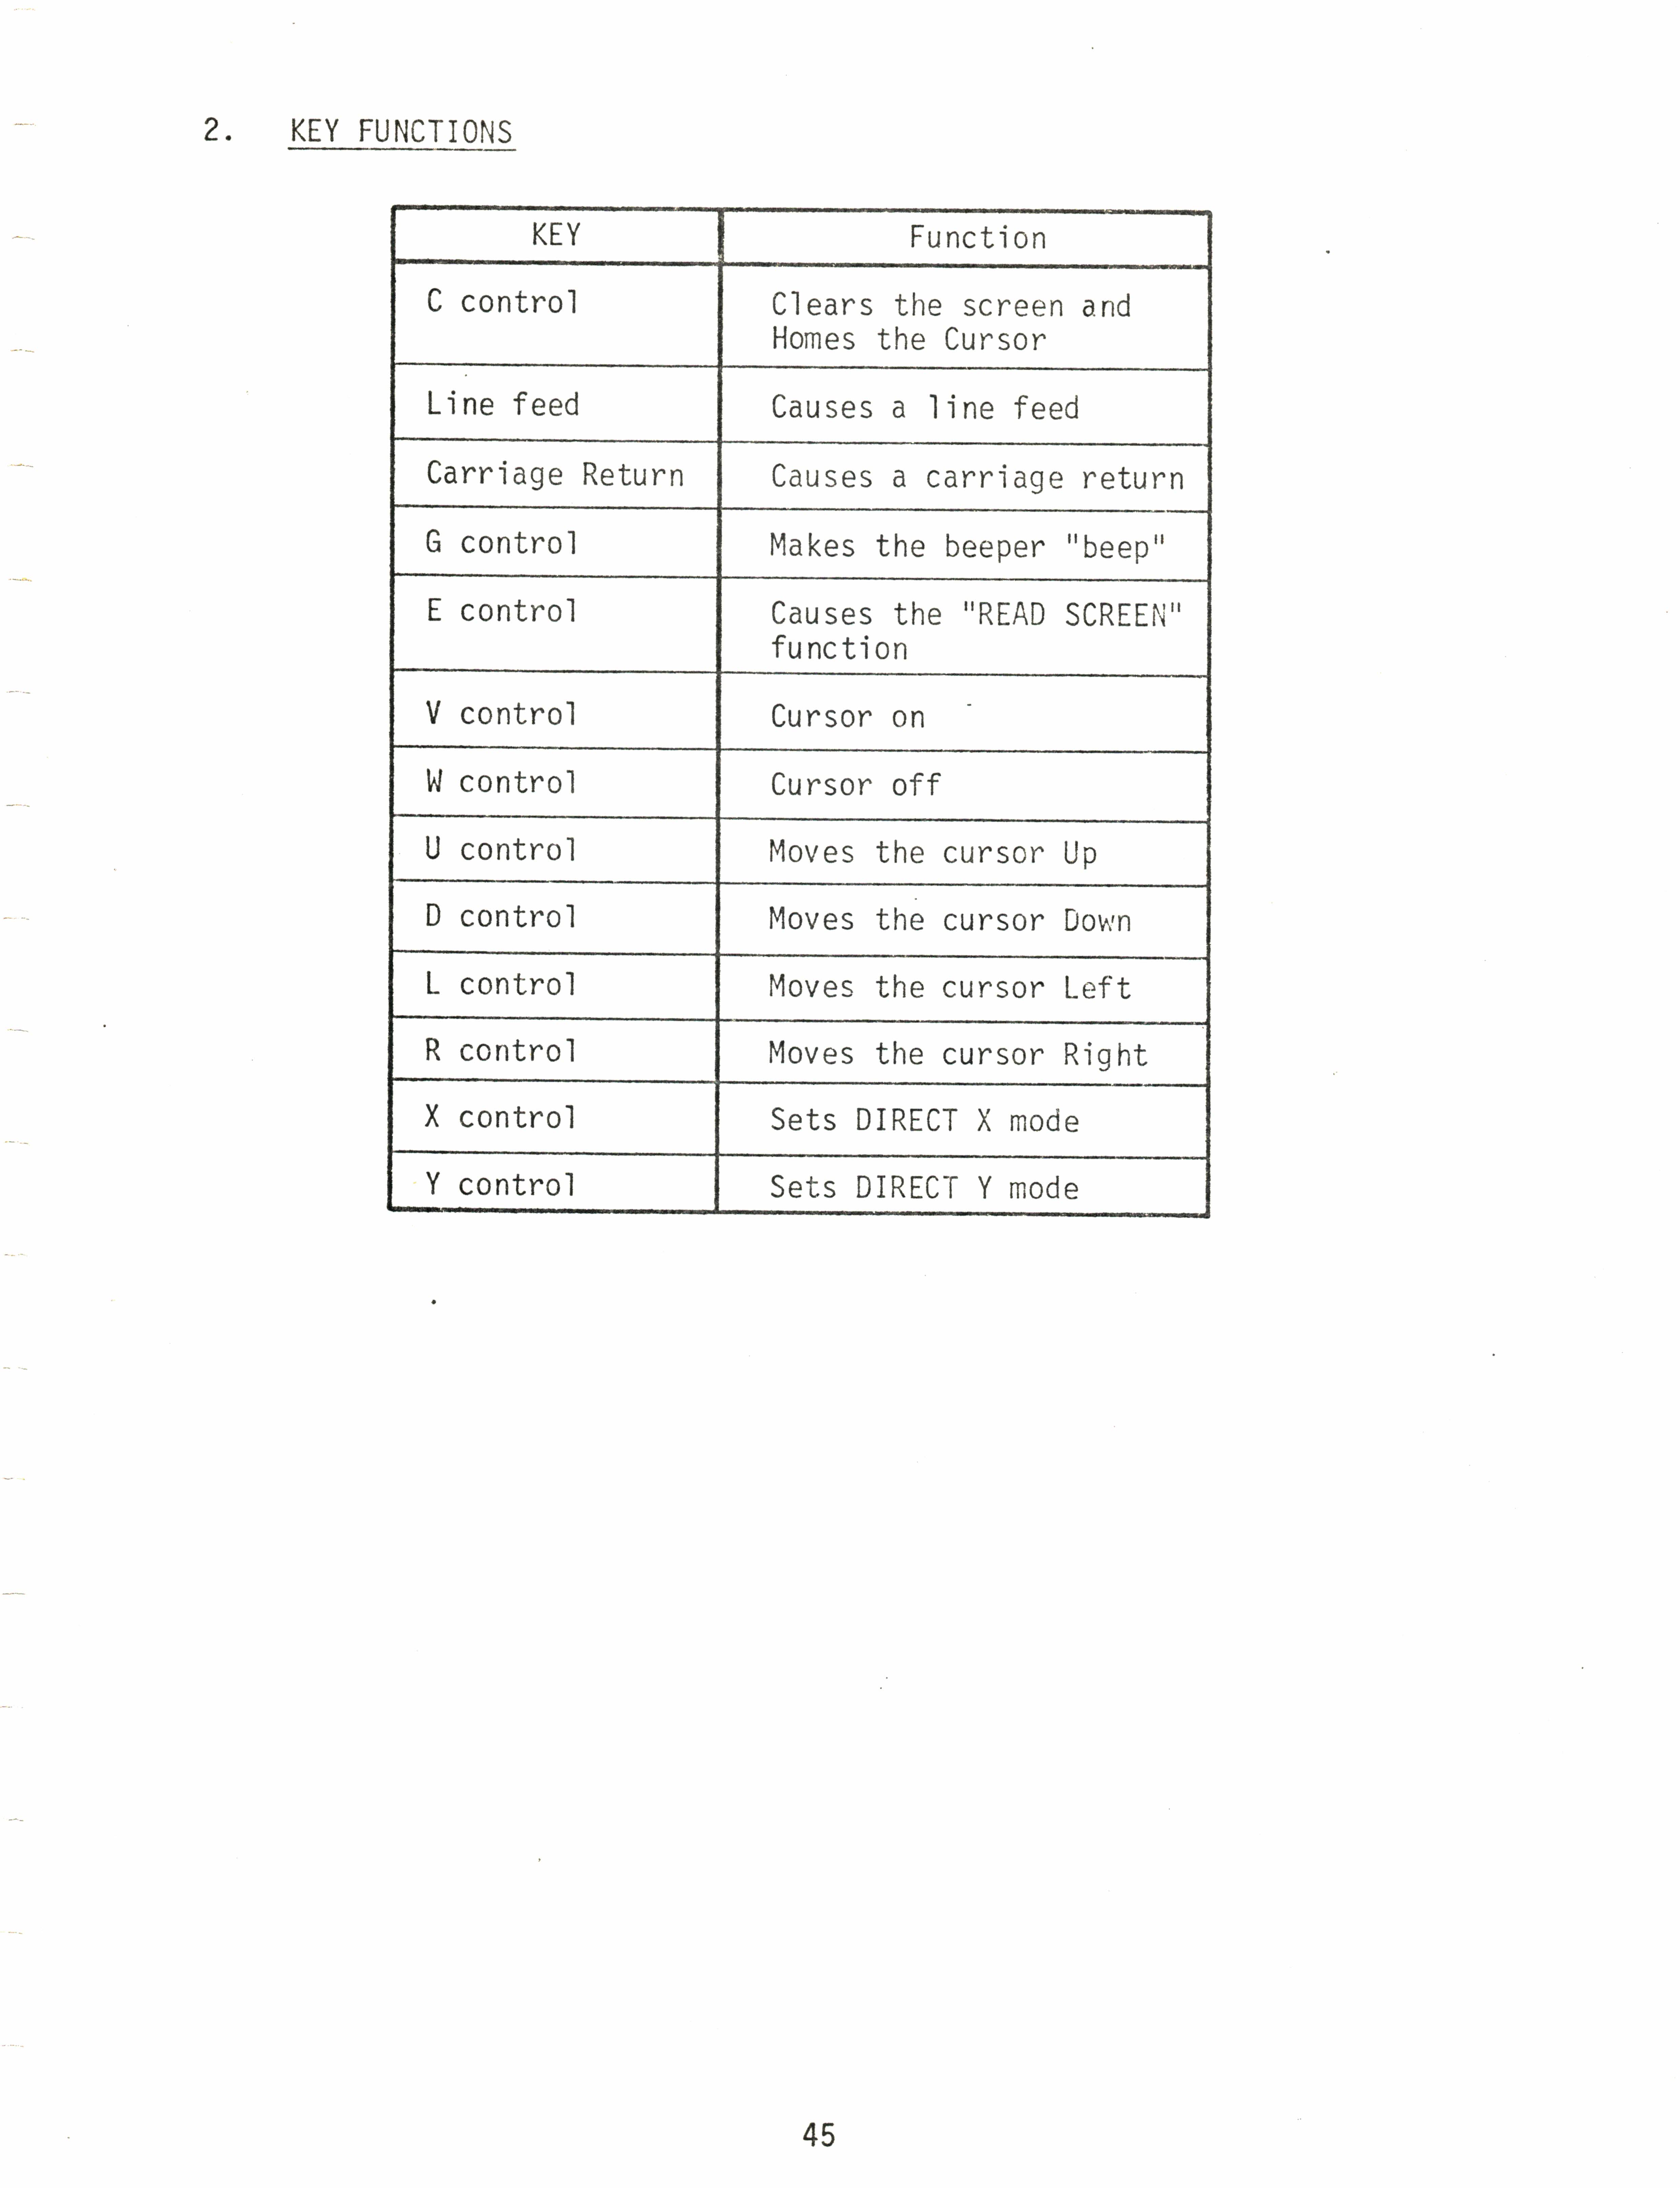 2. KEY FUNCTIONS
KEY Function
C control Clears the screen and
Homes the Cursor
Line feed Causes a line feed
Carriage Return Causes a carriage return
G control Makes the beeper "beep"
E control Causes the "READ SCREEN"
function
V control Cursor on
W control Cursor off
U control Moves the cursor Up
D control Moves the cursor Down
L control Moves the cursor Left
R control Moves the cursor Right
X control Sets DIRECT X mode
Y control Sets DIRECT Y mode
45